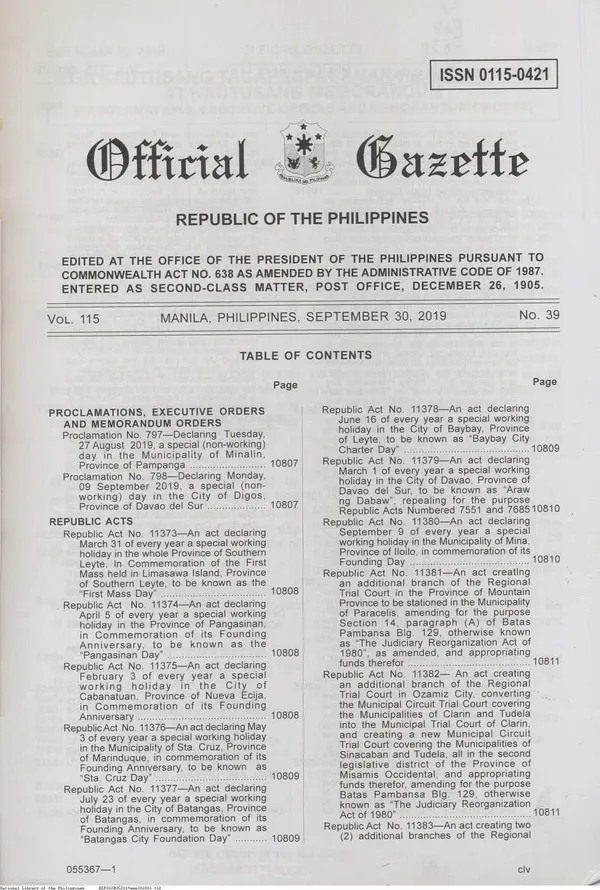 ISSN 0115-0421
Official Gazette
REPUBLIKA NG PILIPINAS
REPUBLIC OF THE PHILIPPINES
EDITED AT THE OFFICE OF THE PRESIDENT OF THE PHILIPPINES PURSUANT TO
COMMONWEALTH ACT NO. 638 AS AMENDED BY THE ADMINISTRATIVE CODE OF 1987.
ENTERED AS SECOND-CLASS MATTER, POST OFFICE, DECEMBER 26, 1905.
VOL. 115 MANILA, PHILIPPINES, SEPTEMBER 30, 2019 No. 39
TABLE OF CONTENTS
Page
PROCLAMATIONS, EXECUTIVE ORDERS
AND MEMORANDUM ORDERS
Proclamation No. 797—Declaring Tuesday,
27 August 2019, a special (non-working)
day in the Municipality of Minalin,
Province of Pampanga ........................ 10807
Proclamation No. 798—Declaring Monday,
09 September 2019, a special (non-
working) day in the City of Digos,
Province of Davao del Sur ................... 10807
REPUBLIC ACTS
Republic Act No. 11373—An act declaring
March 31 of every year a special working
holiday in the whole Province of Southern
Leyte, In Commemoration of the First
Mass held in Limasawa Island, Province
of Southern Leyte, to be known as the
"First Mass Day" ................................. 10808
Republic Act No. 11374—An act declaring
April 5 of every year a special working
holiday in the Province of Pangasinan,
in Commemoration of its Founding
Anniversary, to be known as the
"Pangasinan Day" ................................ 10808
Republic Act No. 11375—An act declaring
February 3 of every year a special
working holiday in the City of
Cabanatuan, Province of Nueva Ecija,
in Commemoration of its Founding
Anniversary ......................................... 10808
Republic Act No. 11376—An act declaring May
3 of every year a special working holiday
in the Municipality of Sta. Cruz, Province
of Marinduque, in commemoration of its
Founding Anniversary, to be known as
"Sta. Cruz Day" ................................... 10809
Republic Act No. 11377—An act declaring
July 23 of every year a special working
holiday in the City of Batangas, Province
of Batangas, in commemoration of its
Founding Anniversary, to be known as
"Batangas City Foundation Day" .......... 10809
Page
Republic Act No. 11378—An act declaring
June 16 of every year a special working
holiday in the City of Baybay, Province
of Leyte, to be known as "Baybay City
Charter Day" ....................................... 10809
Republic Act No. 11379—An act declaring
March 1 of every year a special working
holiday in the City of Davao, Province of
Davao del Sur, to be known as "Araw
ng Dabaw", repealing for the purpose
Republic Acts Numbered 7551 and 7685 10810
Republic Act No. 11380—An act declaring
September 9 of every year a special
working holiday in the Municipality of Mina,
Province of Iloilo, in commemoration of its
Founding Day ...................................... 10810
Republic Act No. 11381—An act creating
an additional branch of the Regional
Trial Court in the Province of Mountain
Province to be stationed in the Municipality
of Paracelis, amending for the purpose
Section 14, paragraph (A) of Batas
Pambansa Blg. 129, otherwise known
as "The Judiciary Reorganization Act of
1980", as amended, and appropriating
funds therefor ...................................... 10811
Republic Act No. 11382— An act creating
an additional branch of the Regional
Trial Court in Ozamiz City, converting
the Municipal Circuit Trial Court covering
the Municipalities of Clarin and Tudela
into the Municipal Trial Court of Clarin,
and creating a new Municipal Circuit
Trial Court covering the Municipalities of
Sinacaban and Tudela, all in the second
legislative district of the Province of
Misamis Occidental, and appropriating
funds therefor, amending for the purpose
Batas Pambansa Blg. 129, otherwise
known as "The Judiciary Reorganization
Act of 1980" ......................................... 10811
Republic Act No. 11383—An act creating two
(2) additional branches of the Regional
055367—1 clv
National Library of the Philippines